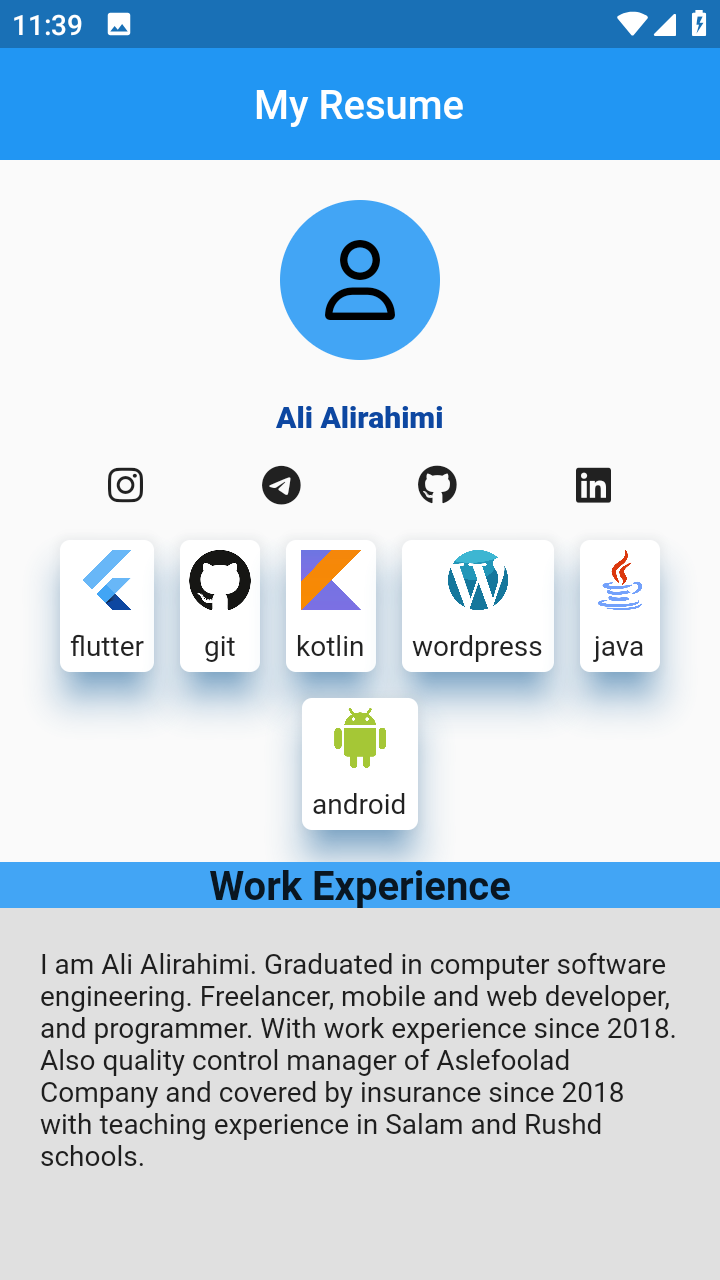 11:39
My Resume
Ali Alirahimi
flutter git kotlin wordpress java
android
Work Experience
I am Ali Alirahimi. Graduated in computer software
engineering. Freelancer, mobile and web developer,
and programmer. With work experience since 2018.
Also quality control manager of Aslefoolad
Company and covered by insurance since 2018
with teaching experience in Salam and Rushd
schools.